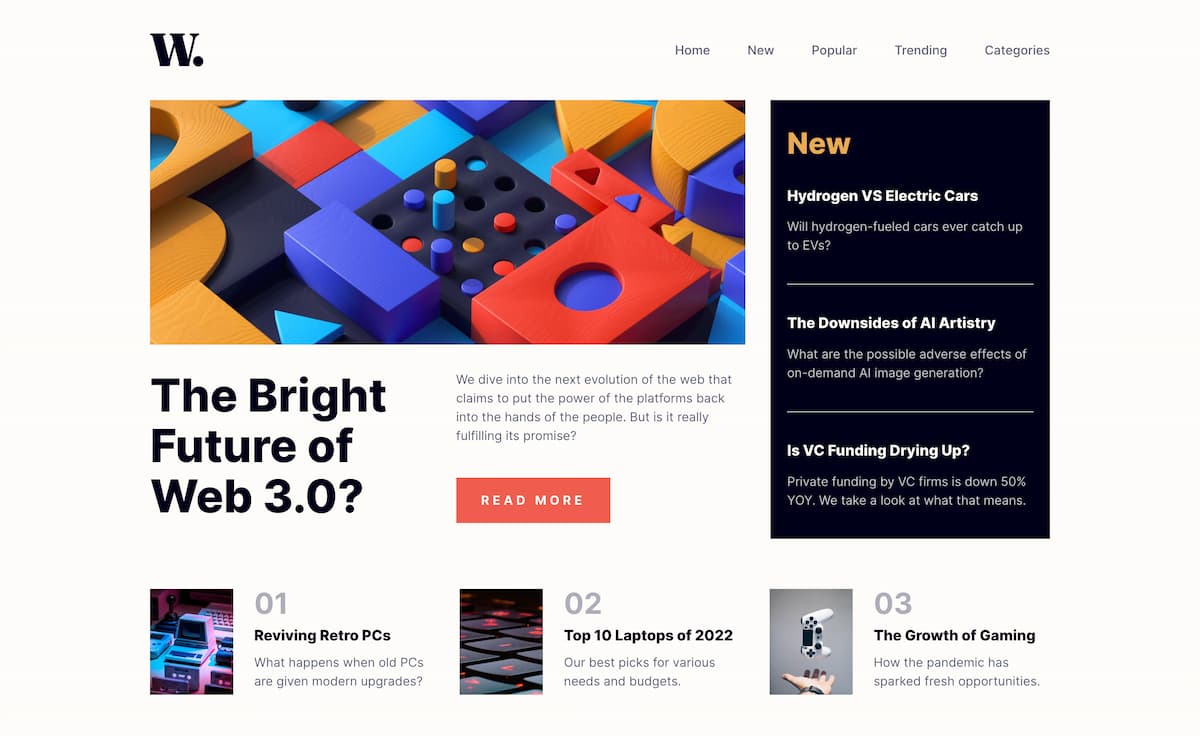 W.
Home New Popular Trending Categories
The Bright
Future of
Web 3.0?
We dive into the next evolution of the web that
claims to put the power of the platforms back
into the hands of the people. But is it really
fulfilling its promise?
READ MORE
New
Hydrogen VS Electric Cars
Will hydrogen-fueled cars ever catch up
to EVs?
The Downsides of AI Artistry
What are the possible adverse effects of
on-demand AI image generation?
Is VC Funding Drying Up?
Private funding by VC firms is down 50%
YOY. We take a look at what that means.
01
Reviving Retro PCs
What happens when old PCs
are given modern upgrades?
02
Top 10 Laptops of 2022
Our best picks for various
needs and budgets.
03
The Growth of Gaming
How the pandemic has
sparked fresh opportunities.